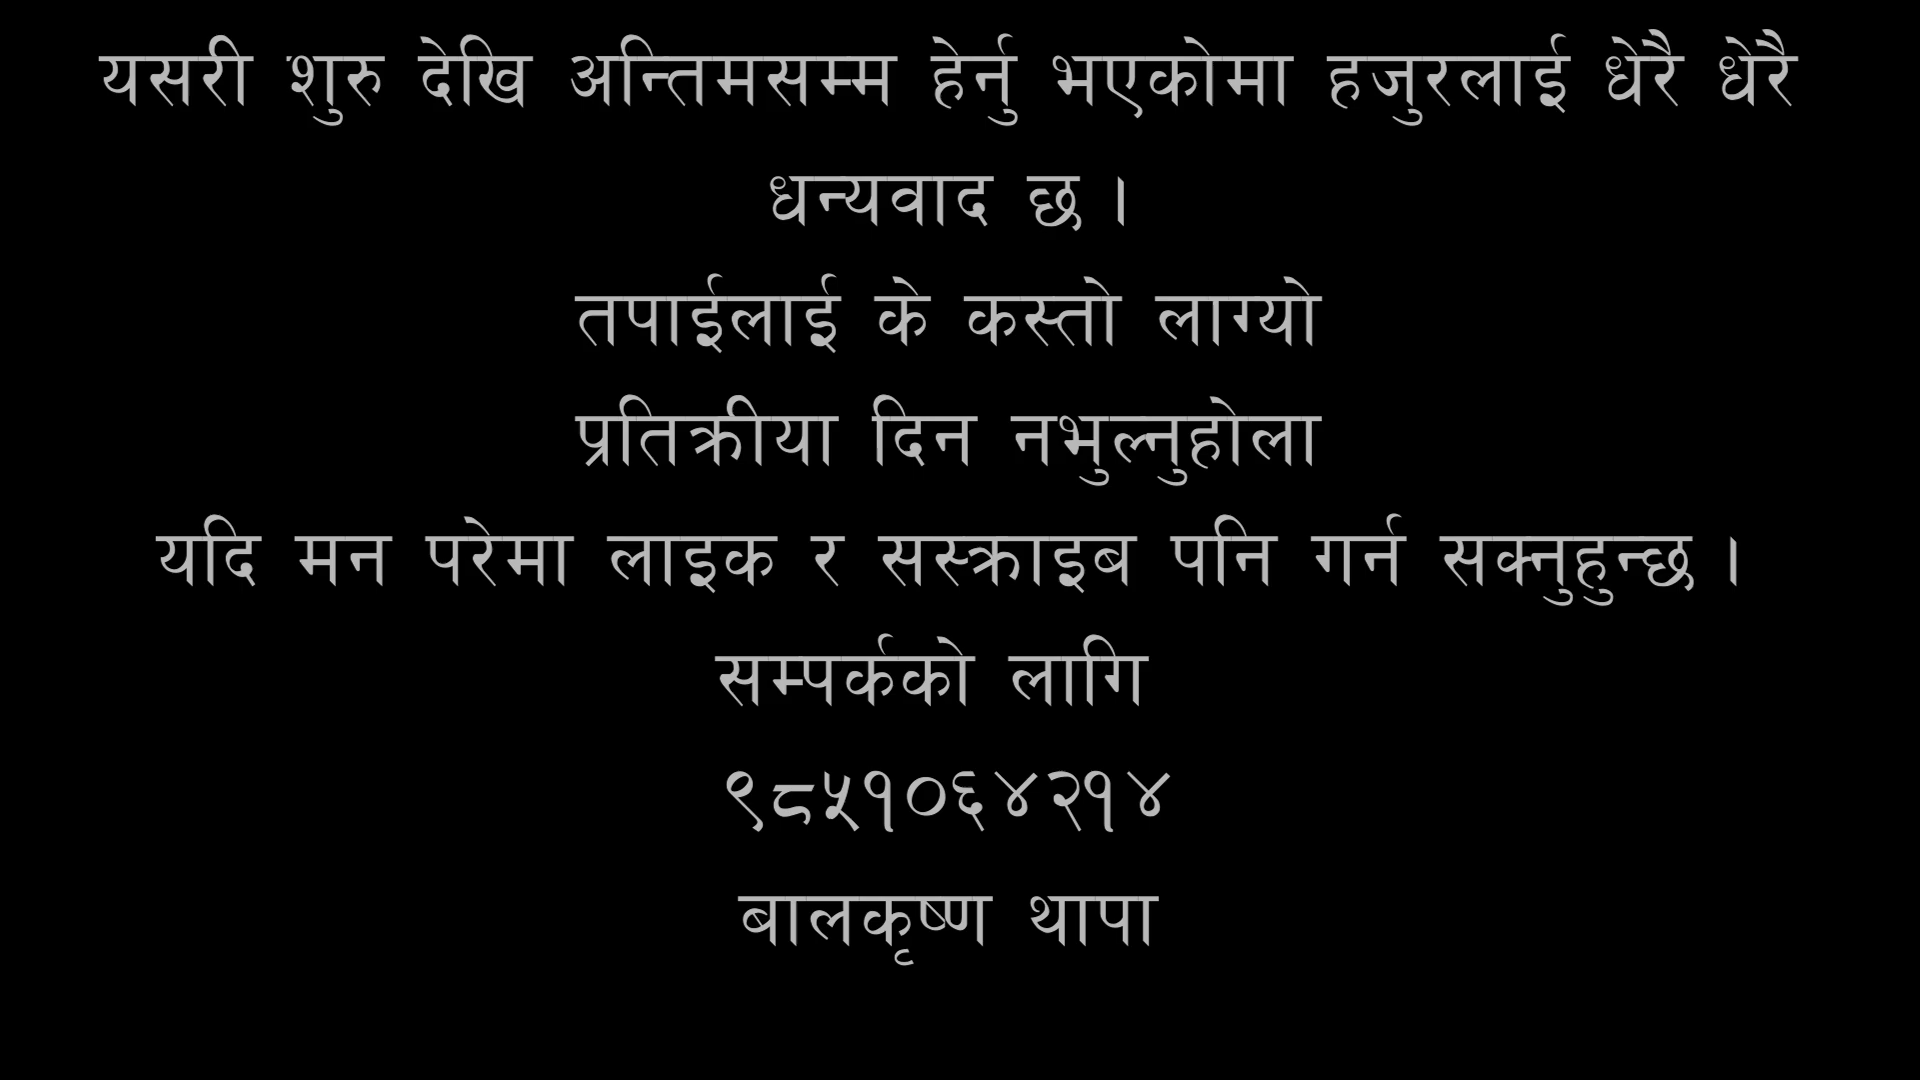 यसरी शुरु देखि अन्तिमसम्म हेर्नु भएकोमा हजुरलाई धेरै धेरै
धन्यवाद छ ।
तपाईलाई के कस्तो लाग्यो
प्रतिक्रीया दिन नभुल्नुहोला
यदि मन परेमा लाइक र सस्क्राइब पनि गर्न सक्नुहुन्छ ।
सम्पर्कको लागि
९८५१०६४२१४
बालकृष्ण थापा